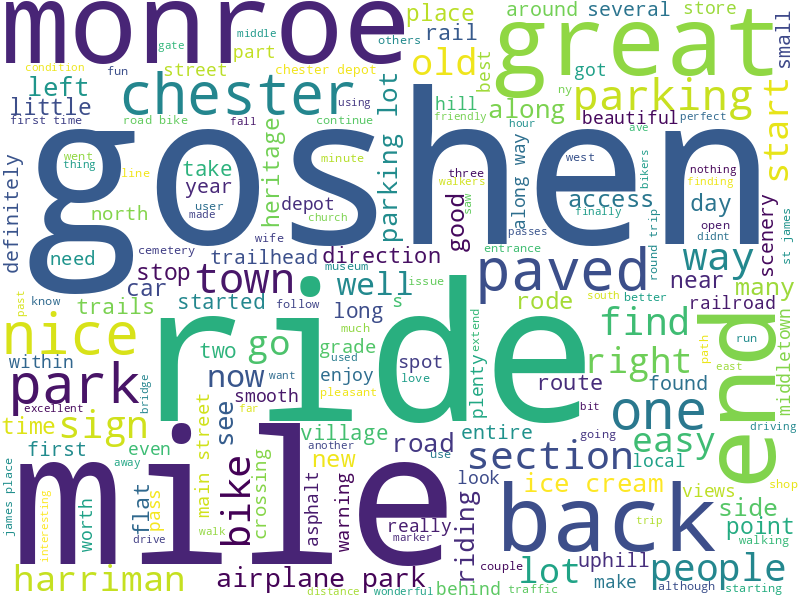 monroe
great
around several store
place
rail
old
gate middle others
condition fun chester depot
part
street
left
little
first time
road bike fall using continue
chester
parking lot
along
hill
friendly
best
got
ny
parking
beautiful perfect
ave
start
small
goshen
definitely
went
thing
line
take
year
user
made
north
need
heritage
minute
depot
church
good
along way
hour
three
walkers
saw
west
finally
access
bikers
nothing
finding
day
open
didnt
st james
scenery
cemetery wife
trailhead direction
entrance
passes
round trip
stop
car
town
museum issue
well
paved
way
near many
railroad
know
past
trails
started
follow
long
s
much
better
south
rode
ride
nice
within
two
go
grade
used
pleasant
enjoy
want
spot
love
smooth
now
plenty
extend
find
right
route
found
path
run
east
middletown
end
driving
park
excellent
bridge
far
bit
going
one
sign
time
first
even
see
village
another
new
road
use
entire
section
easy
local
look
mile
away
james place
interesting
worth
flat
drive
pass
main street
walk
bike
crossing
asphalt
warning
really
marker
riding
couple
back
ice cream
trip
views
shop
side
walking
point
harriman
airplane park
distance wonderful
behind traffic
lot
make
uphill
although
people
starting